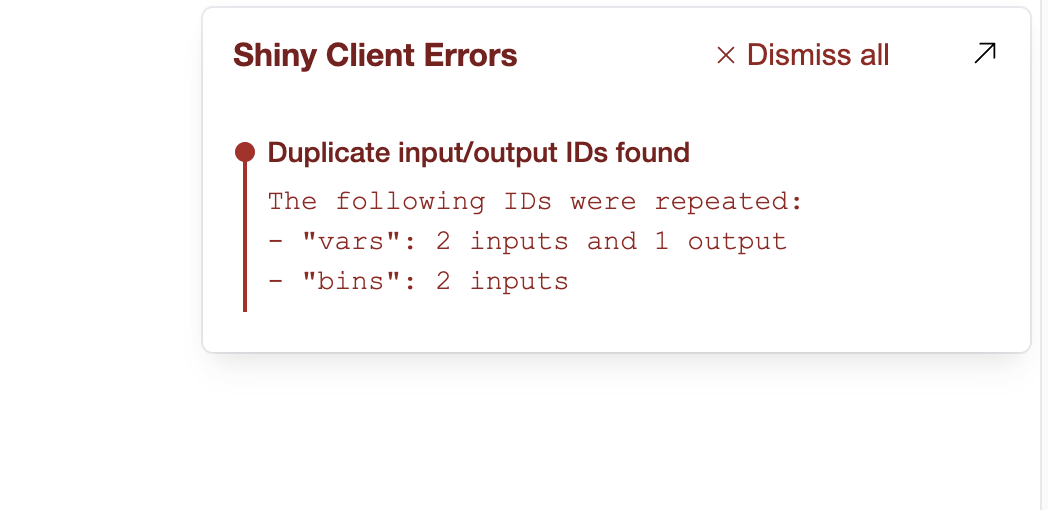 Shiny Client Errors
× Dismiss all
Duplicate input/output IDs found
The following IDs were repeated:
- "vars": 2 inputs and 1 output
- "bins": 2 inputs